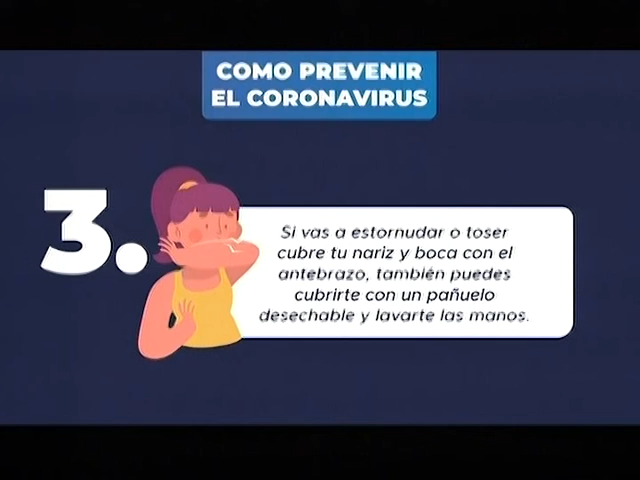 COMO PREVENIR
EL CORONAVIRUS
3.
Si vas a estornudar o toser
cubre tu nariz y boca con el
antebrazo, también puedes
cubrirte con un pañuelo
desechable y lavarte las manos.